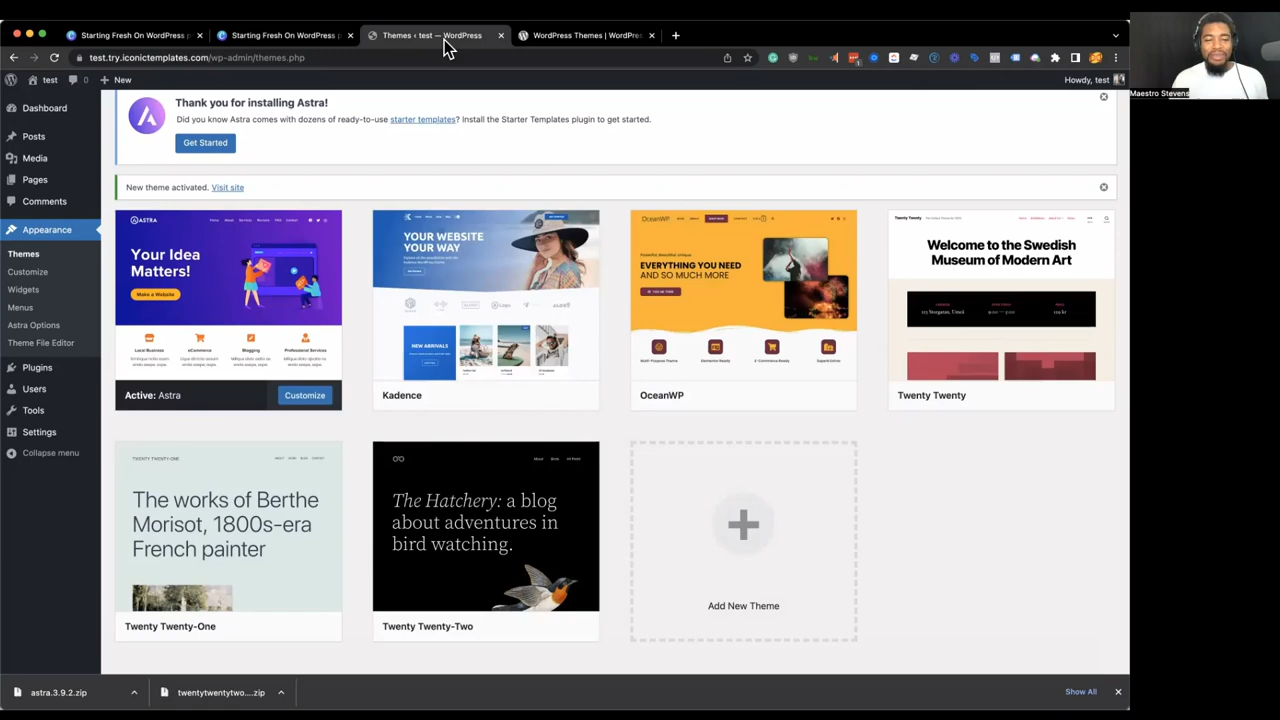 Starting Fresh On WordPress p
Starting Fresh On WordPress p
Themes ‹ test — WordPress
WordPress Themes | WordPres
test.try.iconictemplates.com/wp-admin/themes.php
test
0
New
Howdy, test
Maestro Stevens
Dashboard
Posts
Media
Pages
Comments
Appearance
Themes
Customize
Widgets
Menus
Astra Options
Theme File Editor
Plugins
Users
Tools
Settings
Collapse menu
Thank you for installing Astra!
Did you know Astra comes with dozens of ready-to-use starter templates? Install the Starter Templates plugin to get started.
Get Started
New theme activated. Visit site
ASTRA
Your Idea
Matters!
Make a Website
Local Business
eCommerce
Blogging
Professional Services
Active: Astra
Customize
YOUR WEBSITE
YOUR WAY
NEW ARRIVALS
Kadence
OceanWP
EVERYTHING YOU NEED
AND SO MUCH MORE
OceanWP
Twenty Twenty
Welcome to the Swedish
Museum of Modern Art
Twenty Twenty
TWENTY TWENTY-ONE
The works of Berthe
Morisot, 1800s-era
French painter
Twenty Twenty-One
The Hatchery: a blog
about adventures in
bird watching.
Twenty Twenty-Two
Add New Theme
astra.3.9.2.zip
twentytwentytwo....zip
Show All